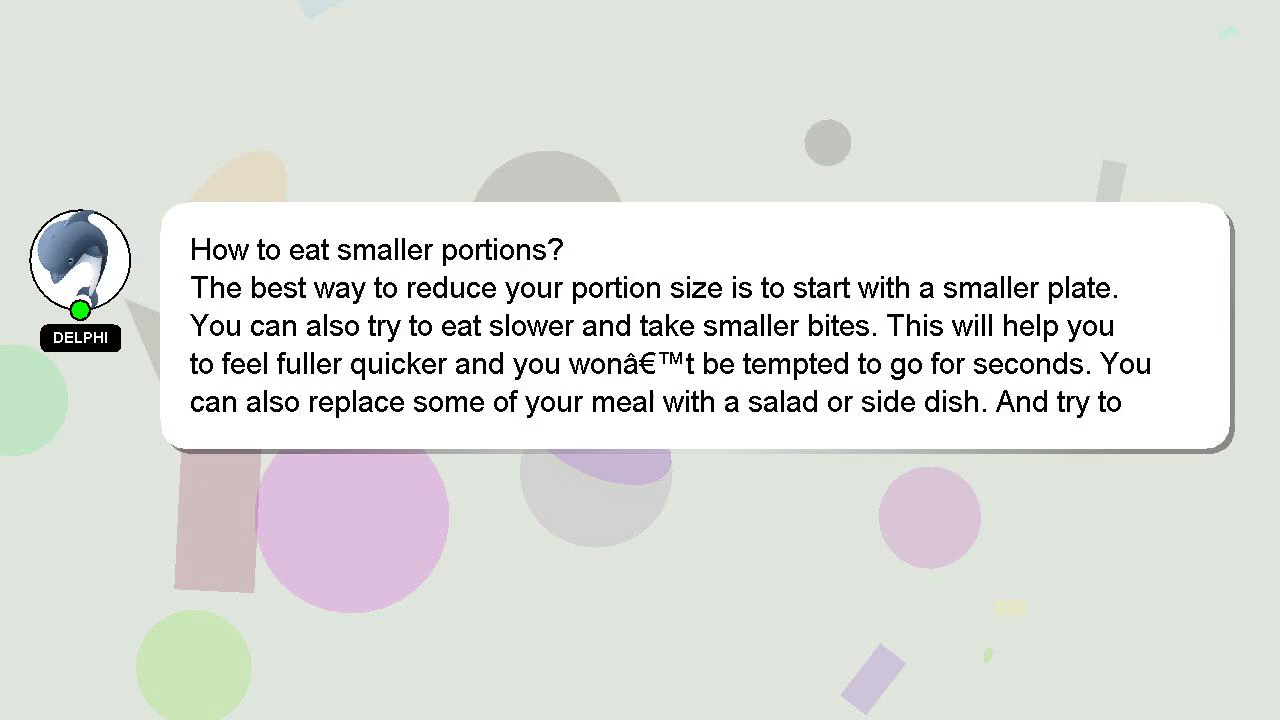 How to eat smaller portions?
The best way to reduce your portion size is to start with a smaller plate.
You can also try to eat slower and take smaller bites. This will help you
to feel fuller quicker and you wonâ€™t be tempted to go for seconds. You
can also replace some of your meal with a salad or side dish. And try to
DELPHI